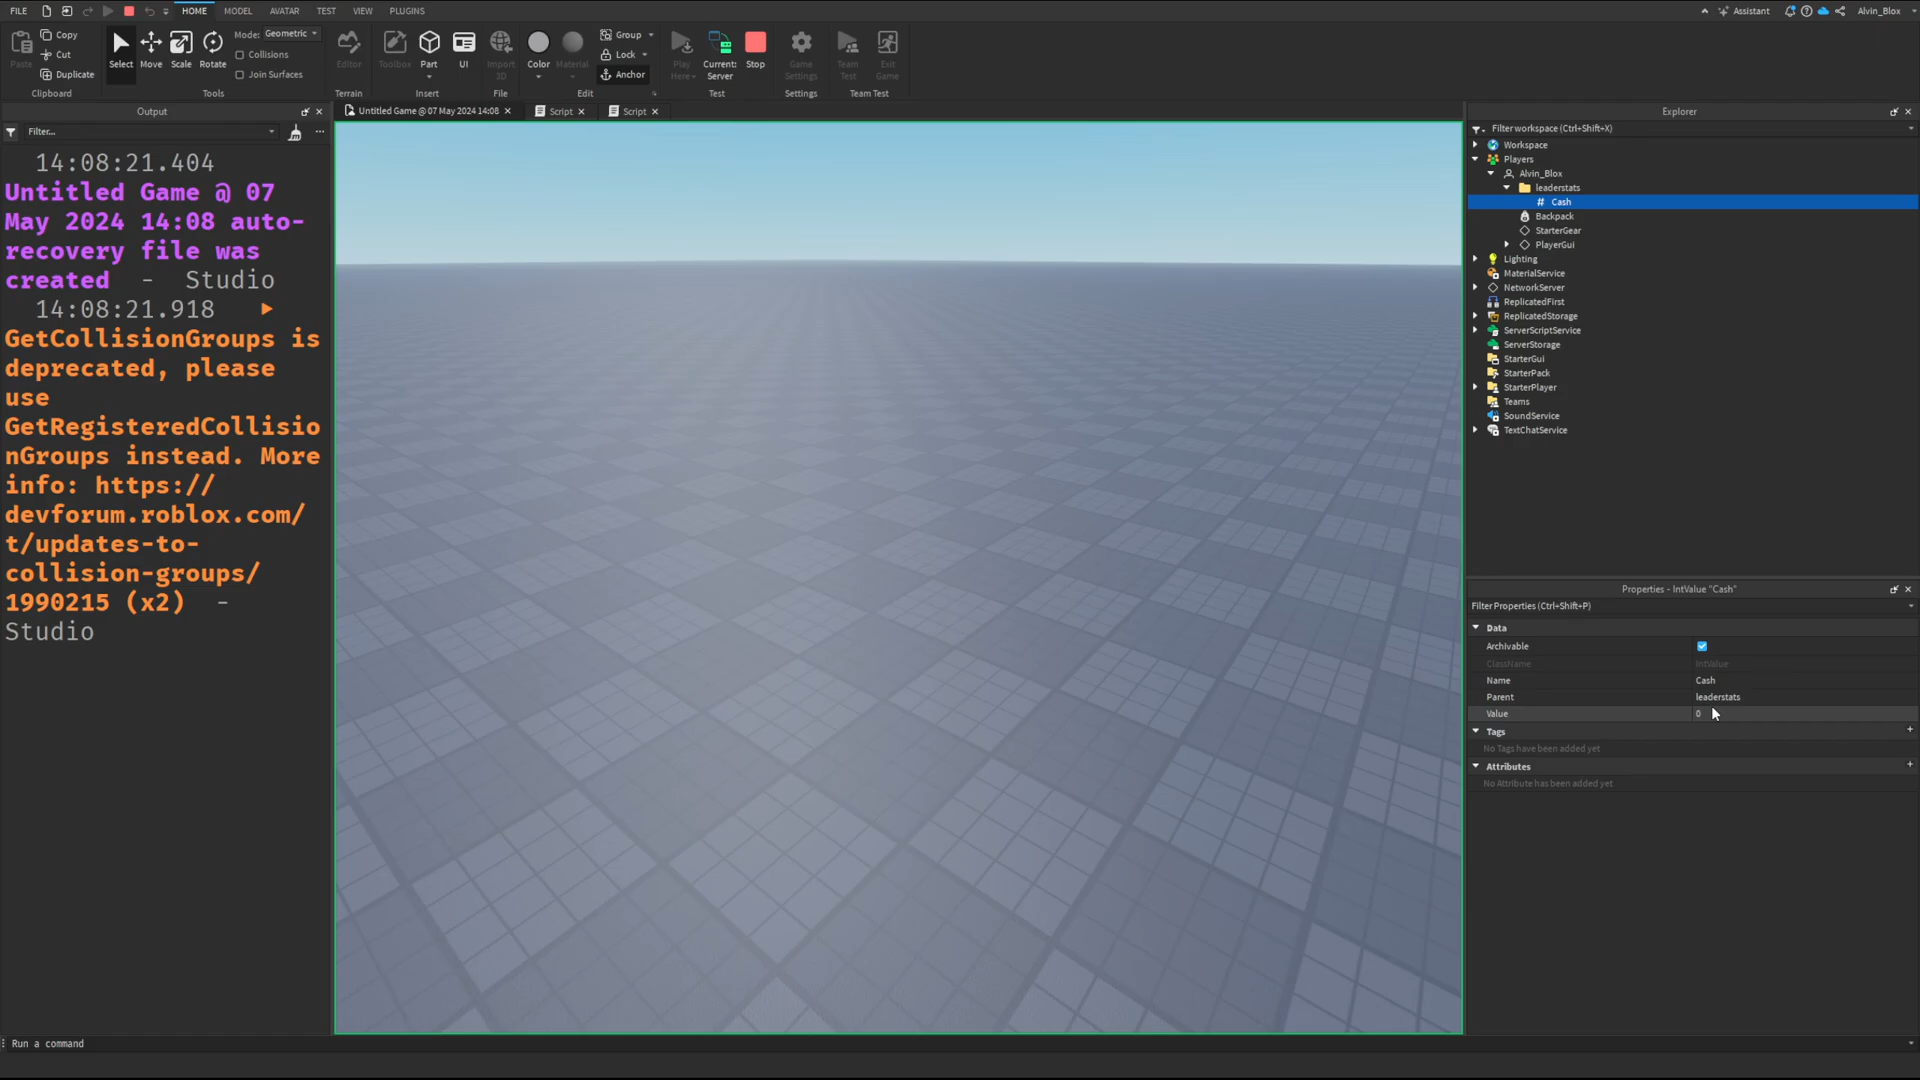 FILE
HOME
MODEL
AVATAR
TEST
VIEW
PLUGINS
Assistant
Alvin_Blox
Paste
Copy
Cut
Duplicate
Clipboard
Select
Move
Scale
Rotate
Mode: Geometric
Collisions
Join Surfaces
Tools
Editor
Terrain
Toolbox
Part
UI
Insert
Import
3D
File
Color
Material
Group
Lock
Anchor
Edit
Play
Here
Current:
Server
Stop
Test
Game
Settings
Settings
Team
Test
Exit
Game
Team Test
Output
Filter...
14:08:21.404
Untitled Game @ 07
May 2024 14:08 auto-
recovery file was
created - Studio
14:08:21.918
GetCollisionGroups is
deprecated, please
use
GetRegisteredCollisio
nGroups instead. More
info: https://
devforum.roblox.com/
t/updates-to-
collision-groups/
1990215 (x2) -
Studio
Untitled Game @ 07 May 2024 14:08
Script
Script
Explorer
Filter workspace (Ctrl+Shift+X)
Workspace
Players
Alvin_Blox
leaderstats
# Cash
Backpack
StarterGear
PlayerGui
Lighting
MaterialService
NetworkServer
ReplicatedFirst
ReplicatedStorage
ServerScriptService
ServerStorage
StarterGui
StarterPack
StarterPlayer
Teams
SoundService
TextChatService
Properties - IntValue "Cash"
Filter Properties (Ctrl+Shift+P)
Data
Archivable
ClassName IntValue
Name Cash
Parent leaderstats
Value 0
Tags
No Tags have been added yet
Attributes
No Attribute has been added yet
Run a command